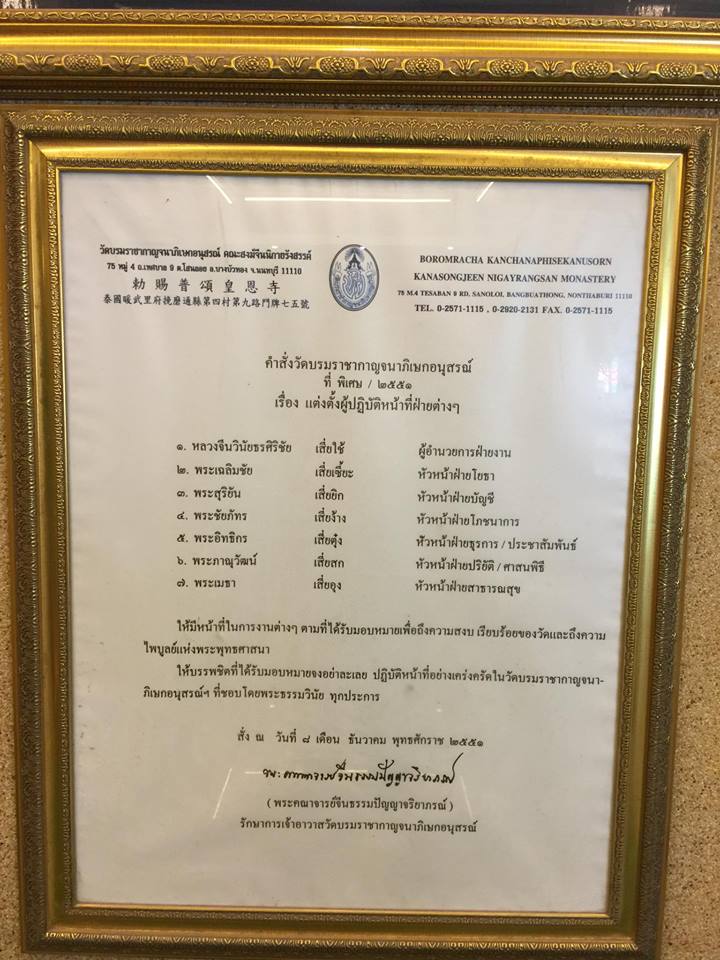 วัดบรมราชากาญจนาภิเษกอนุสรณ์ คณะสงฆ์จีนนิกายรังสรรค์
75 หมู่ 4 ถ.เทศบาล 9 ต.โสนลอย อ.บางบัวทอง จ.นนทบุรี 11110
勅賜普頌皇恩寺
泰國暖武里府挽磨通縣第四村第九路門牌七五號
BOROMRACHA KANCHANAPHISEKANUSORN
KANASONGJEEN NIGAYRANGSAN MONASTERY
75 M.4 TESABAN 9 RD, SANOLOI, BANGBUATHONG, NONTHABURI 11110
TEL. 0-2571-1115 , 0-2920-2131 FAX. 0-2571-1115
คำสั่งวัดบรมราชากาญจนาภิเษกอนุสรณ์
ที่ พิเศษ / ๒๕๕๑
เรื่อง แต่งตั้งผู้ปฏิบัติหน้าที่ฝ่ายต่างๆ
๑. หลวงจีนวินัยธรศิริชัย เสี่ยใช้ ผู้อำนวยการฝ่ายงาน
๒. พระเฉลิมชัย เสี่ยเซี้ยะ หัวหน้าฝ่ายโยธา
๓. พระสุริยัน เสี่ยยิก หัวหน้าฝ่ายบัญชี
๔. พระชัยภัทร เสี่ยง้าง หัวหน้าฝ่ายโภชนาการ
๕. พระอิทธิกร เสี่ยตุ๋ง หัวหน้าฝ่ายธุรการ / ประชาสัมพันธ์
๖. พระภาณุวัฒน์ เสี่ยสก หัวหน้าฝ่ายปริยัติ / ศาสนพิธี
๗. พระเมธา เสี่ยอุง หัวหน้าฝ่ายสาธารณสุข
ให้มีหน้าที่ในการงานต่างๆ ตามที่ได้รับมอบหมายเพื่อถึงความสงบ เรียบร้อยของวัดและถึงความ
ไพบูลย์แห่งพระพุทธศาสนา
ให้บรรพชิตที่ได้รับมอบหมายจงอย่าละเลย ปฏิบัติหน้าที่อย่างเคร่งครัดในวัดบรมราชากาญจนา-
ภิเษกอนุสรณ์ฯ ที่ชอบโดยพระธรรมวินัย ทุกประการ
สั่ง ณ วันที่ ๘ เดือน ธันวาคม พุทธศักราช ๒๕๕๑
พระคณาจารย์จีนธรรมปัญญาจริยาภรณ์
( พระคณาจารย์จีนธรรมปัญญาจริยาภรณ์ )
รักษาการเจ้าอาวาสวัดบรมราชากาญจนาภิเษกอนุสรณ์